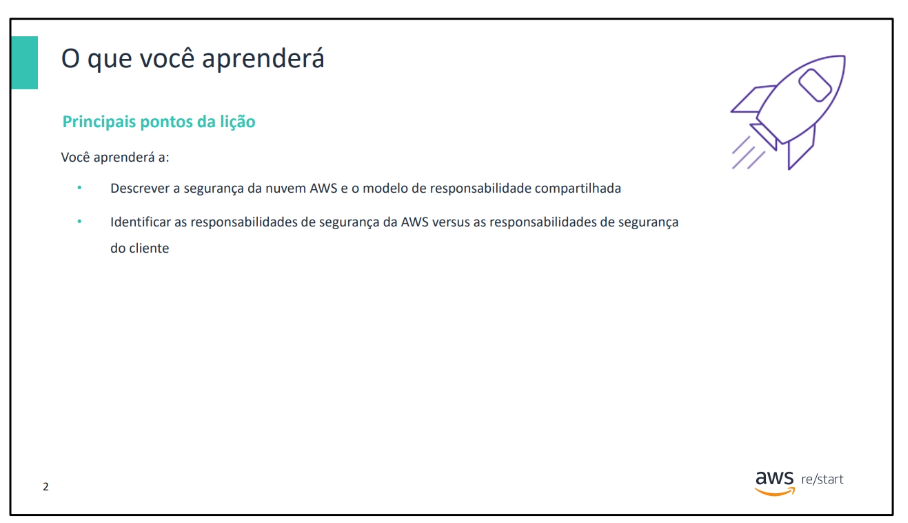 O que você aprenderá
Principais pontos da lição
Você aprenderá a:
• Descrever a segurança da nuvem AWS e o modelo de responsabilidade compartilhada
• Identificar as responsabilidades de segurança da AWS versus as responsabilidades de segurança
do cliente
2
aws re/start